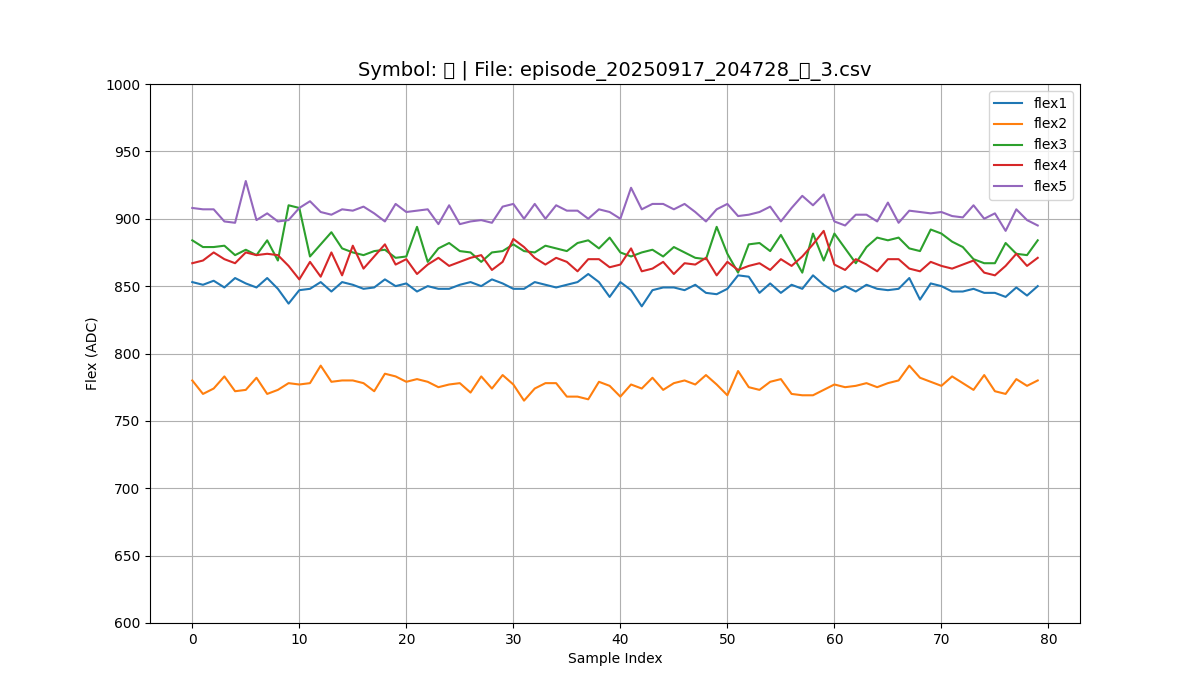 Symbol: | File: episode_20250917_204728_ _3.csv
1000
950
900
850
800
750
700
650
600
Flex (ADC)
0 10 20 30 40 50 60 70 80
Sample Index
flex1
flex2
flex3
flex4
flex5